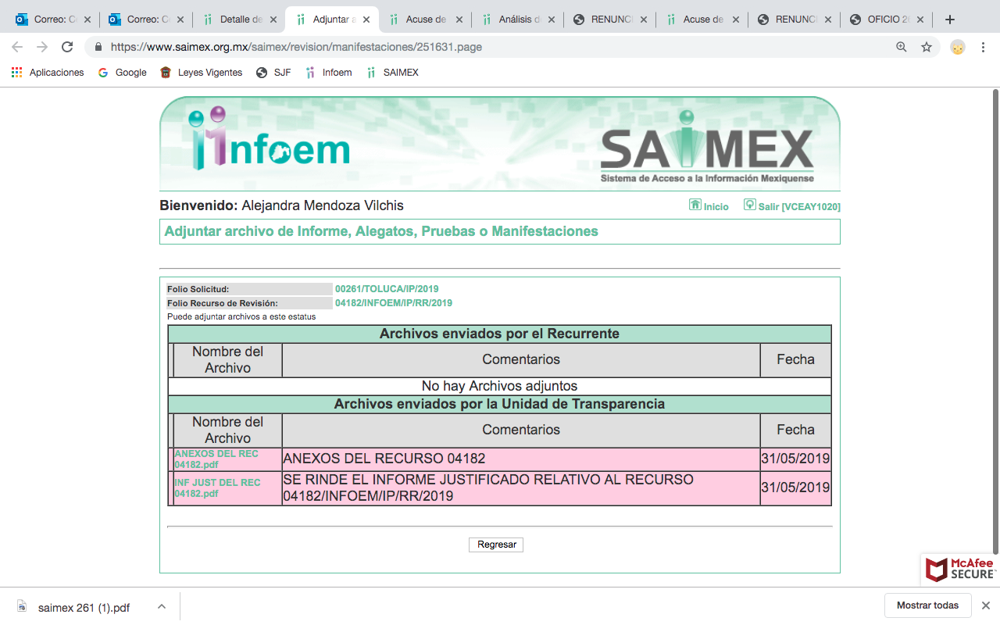 Correo: C
Correo: C
Detalle de
Adjuntar a
Acuse de
Análisis d
RENUNCI
Acuse de
RENUNCI
OFICIO 26
https://www.saimex.org.mx/saimex/revision/manifestaciones/251631.page
Aplicaciones
Google
Leyes Vigentes
SJF
Infoem
SAIMEX
infoem
SAIMEX
Sistema de Acceso a la Información Mexiquense
Bienvenido: Alejandra Mendoza Vilchis
Inicio
Salir [VCEAY1020]
Adjuntar archivo de Informe, Alegatos, Pruebas o Manifestaciones
Folio Solicitud: 00261/TOLUCA/IP/2019
Folio Recurso de Revisión: 04182/INFOEM/IP/RR/2019
Puede adjuntar archivos a este estatus
Archivos enviados por el Recurrente
Nombre del
Archivo
Comentarios
Fecha
No hay Archivos adjuntos
Archivos enviados por la Unidad de Transparencia
Nombre del
Archivo
Comentarios
Fecha
ANEXOS DEL REC
04182.pdf
ANEXOS DEL RECURSO 04182
31/05/2019
INF JUST DEL REC
04182.pdf
SE RINDE EL INFORME JUSTIFICADO RELATIVO AL RECURSO
04182/INFOEM/IP/RR/2019
31/05/2019
Regresar
McAfee
SECURE
saimex 261 (1).pdf
Mostrar todas